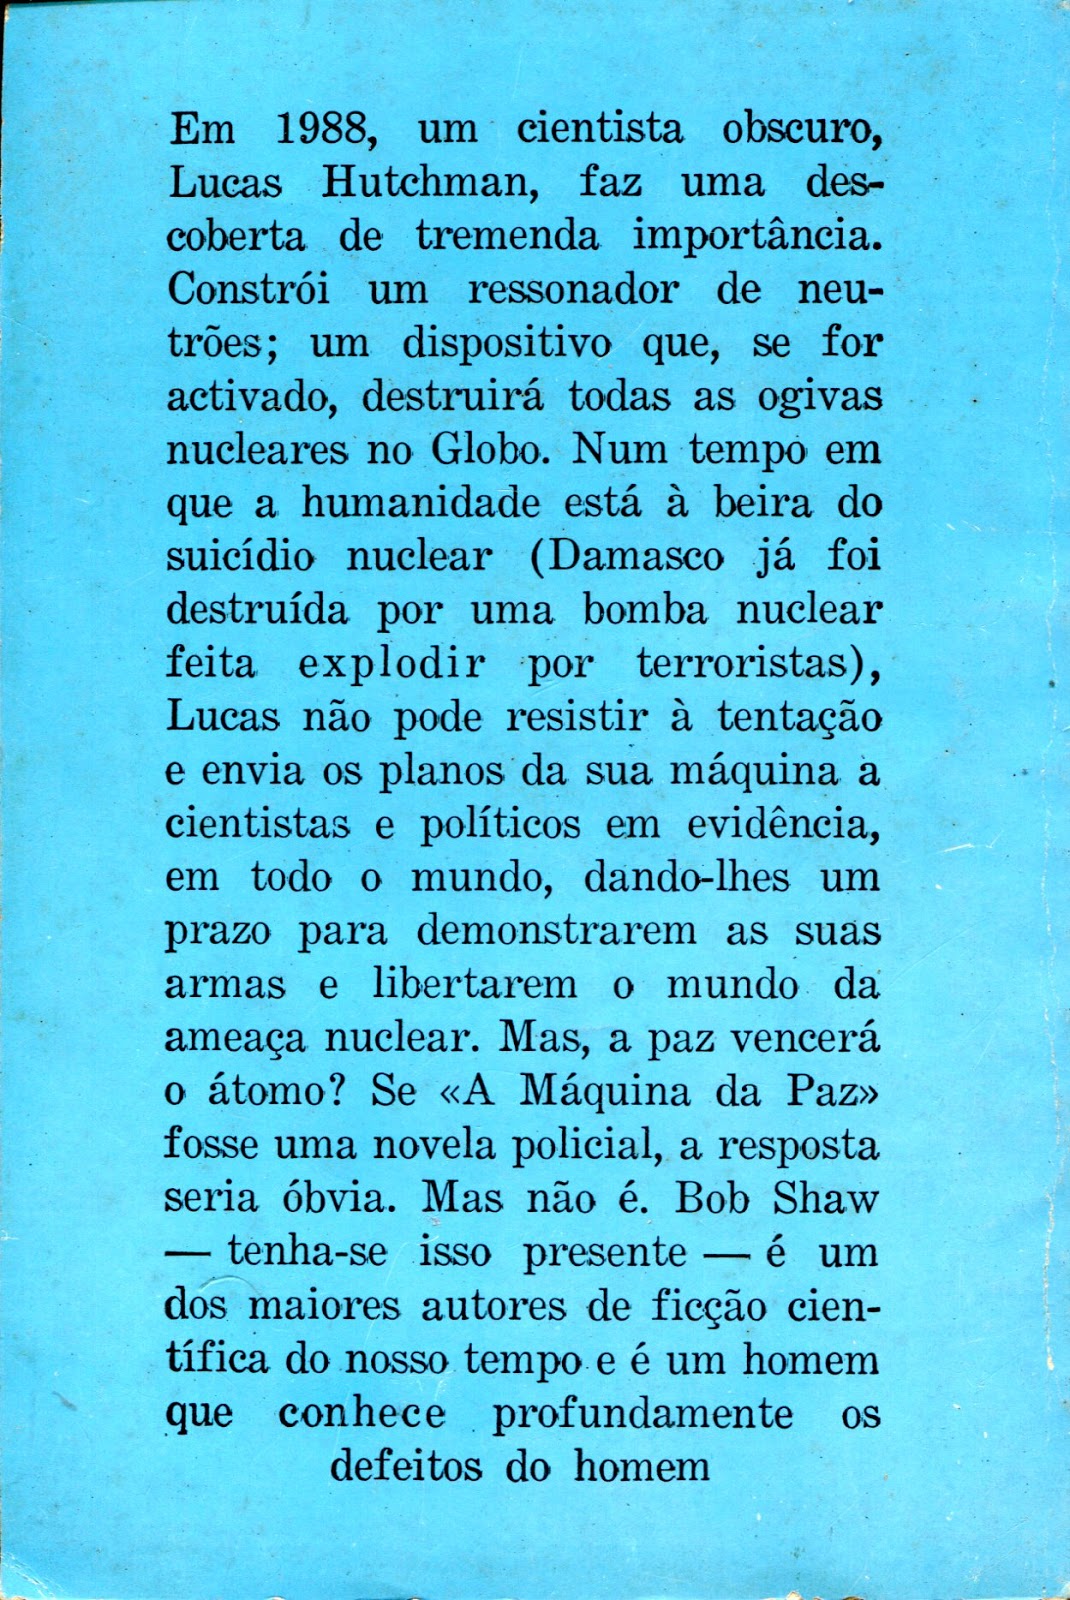 Em 1988, um cientista obscuro,
Lucas Hutchman, faz uma des-
coberta de tremenda importância.
Constrói um ressonador de neu-
trões; um dispositivo que, se for
activado, destruirá todas as ogivas
nucleares no Globo. Num tempo em
que a humanidade está à beira do
suicídio nuclear (Damasco já foi
destruída por uma bomba nuclear
feita explodir por terroristas),
Lucas não pode resistir à tentação
e envia os planos da sua máquina a
cientistas e políticos em evidência,
em todo o mundo, dando-lhes um
prazo para demonstrarem as suas
armas e libertarem o mundo da
ameaça nuclear. Mas, a paz vencerá
o átomo? Se «A Máquina da Paz»
fosse uma novela policial, a resposta
seria óbvia. Mas não é. Bob Shaw
— tenha-se isso presente — é um
dos maiores autores de ficção cien-
tífica do nosso tempo e é um homem
que conhece profundamente os
defeitos do homem